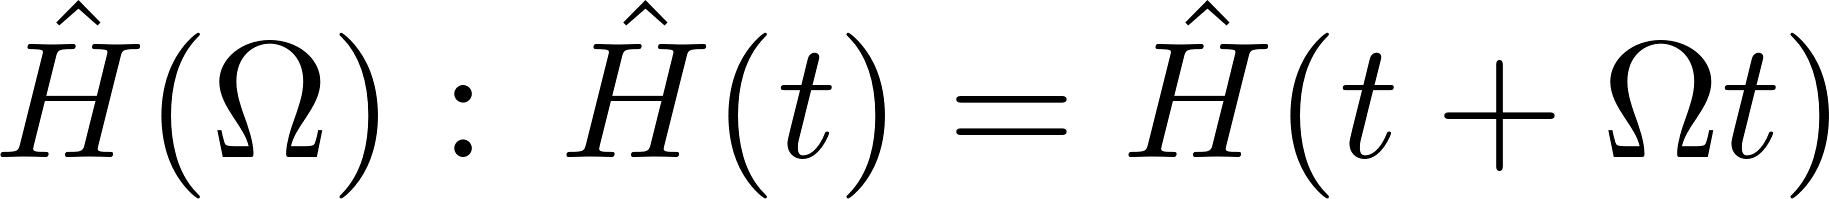 Ĥ(Ω) : Ĥ(t) = Ĥ(t + Ωt)